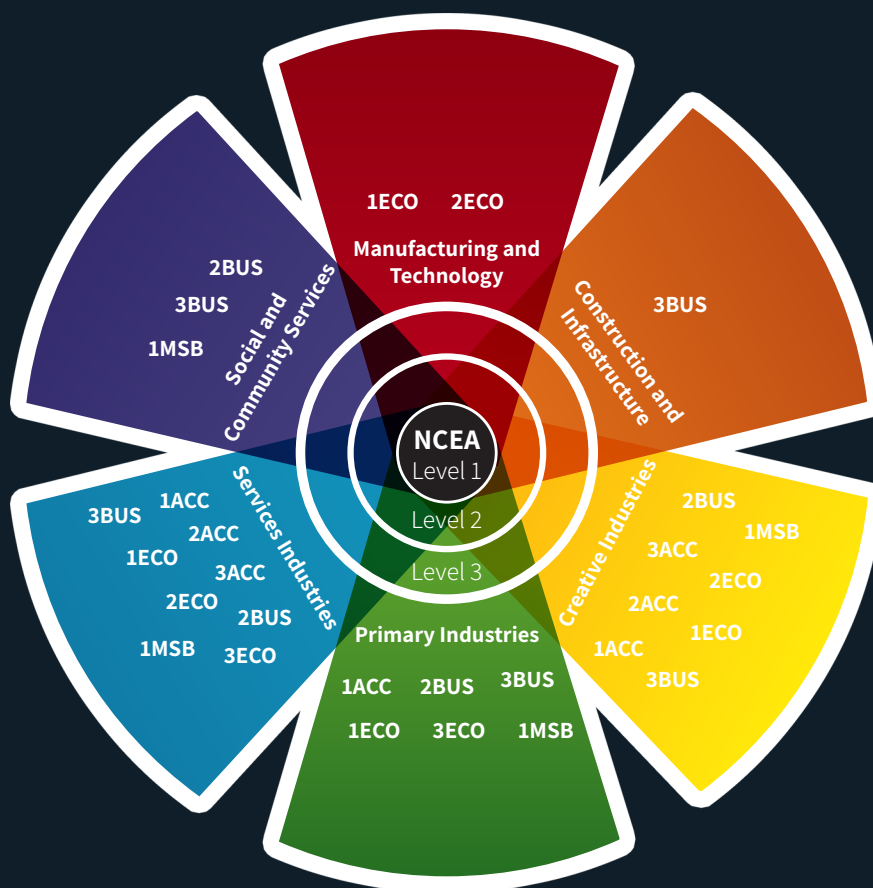 1ECO 2ECO
Manufacturing and
Technology
3BUS
Construction and
Infrastructure
2BUS
3BUS
1MSB
Social and
Community Services
NCEA
Level 1
Level 2
Level 3
1ACC
3BUS
2ACC
1ECO
3ACC
2ECO
2BUS
1MSB
3ECO
Services Industries
2BUS
1MSB
3ACC
2ECO
2ACC
1ECO
1ACC
3BUS
Creative Industries
Primary Industries
1ACC 2BUS 3BUS
1ECO 3ECO 1MSB